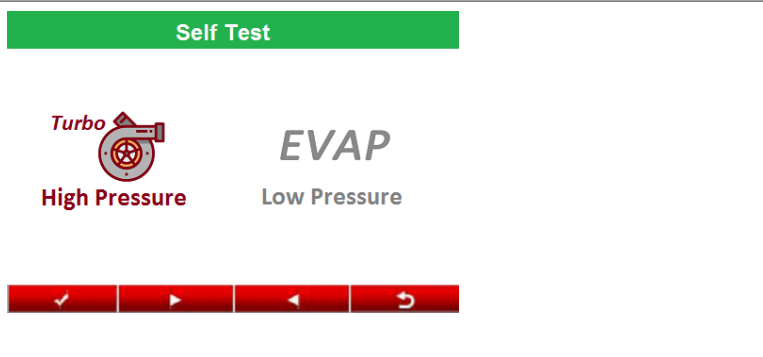 Self Test
Turbo
EVAP
High Pressure
Low Pressure